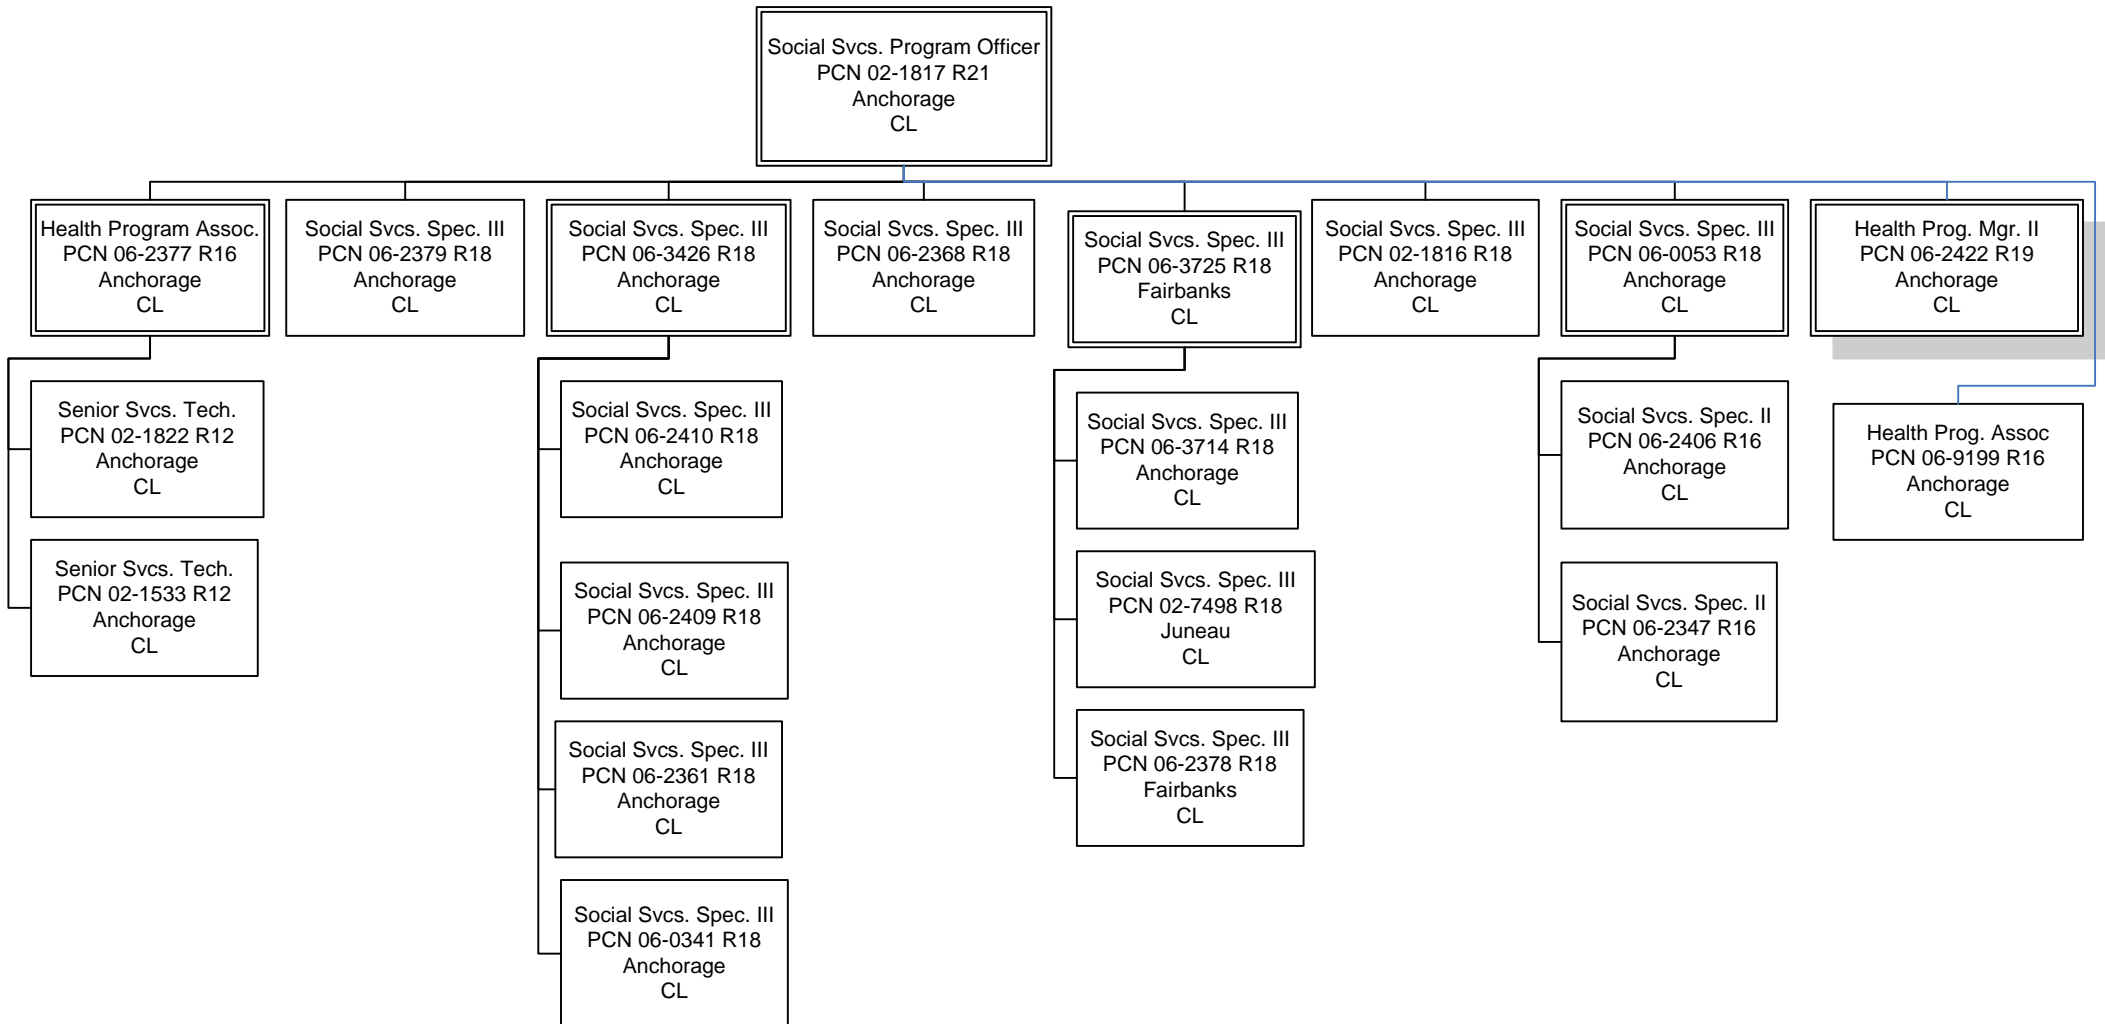 Social Svcs. Program Officer
PCN 02-1817 R21
Anchorage
CL
Health Program Assoc.
PCN 06-2377 R16
Anchorage
CL
Social Svcs. Spec. III
PCN 06-2379 R18
Anchorage
CL
Social Svcs. Spec. III
PCN 06-3426 R18
Anchorage
CL
Social Svcs. Spec. III
PCN 06-2368 R18
Anchorage
CL
Social Svcs. Spec. III
PCN 06-3725 R18
Fairbanks
CL
Social Svcs. Spec. III
PCN 02-1816 R18
Anchorage
CL
Social Svcs. Spec. III
PCN 06-0053 R18
Anchorage
CL
Health Prog. Mgr. II
PCN 06-2422 R19
Anchorage
CL
Senior Svcs. Tech.
PCN 02-1822 R12
Anchorage
CL
Senior Svcs. Tech.
PCN 02-1533 R12
Anchorage
CL
Social Svcs. Spec. III
PCN 06-2410 R18
Anchorage
CL
Social Svcs. Spec. III
PCN 06-2409 R18
Anchorage
CL
Social Svcs. Spec. III
PCN 06-2361 R18
Anchorage
CL
Social Svcs. Spec. III
PCN 06-0341 R18
Anchorage
CL
Social Svcs. Spec. III
PCN 06-3714 R18
Anchorage
CL
Social Svcs. Spec. III
PCN 02-7498 R18
Juneau
CL
Social Svcs. Spec. III
PCN 06-2378 R18
Fairbanks
CL
Social Svcs. Spec. II
PCN 06-2406 R16
Anchorage
CL
Social Svcs. Spec. II
PCN 06-2347 R16
Anchorage
CL
Health Prog. Assoc
PCN 06-9199 R16
Anchorage
CL